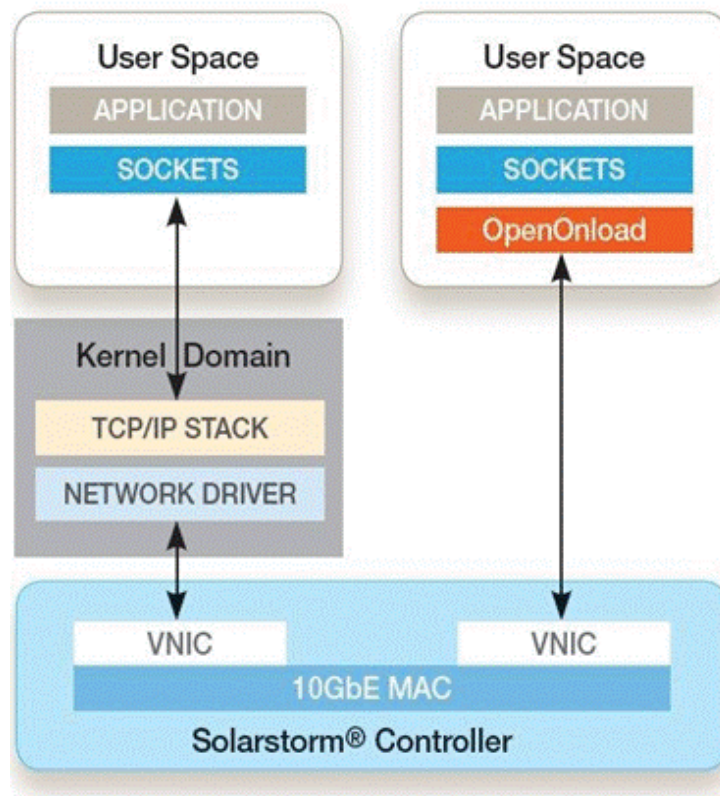 User Space
APPLICATION
SOCKETS
User Space
APPLICATION
SOCKETS
OpenOnload
Kernel Domain
TCP/IP STACK
NETWORK DRIVER
VNIC
VNIC
10GbE MAC
Solarstorm® Controller